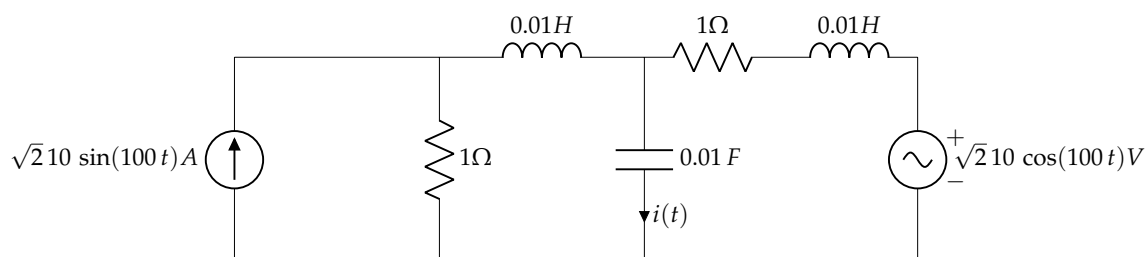 0.01H
1Ω
0.01H
√2 10 sin(100 t) A
1Ω
0.01 F
i(t)
+
−
√2 10 cos(100 t)V